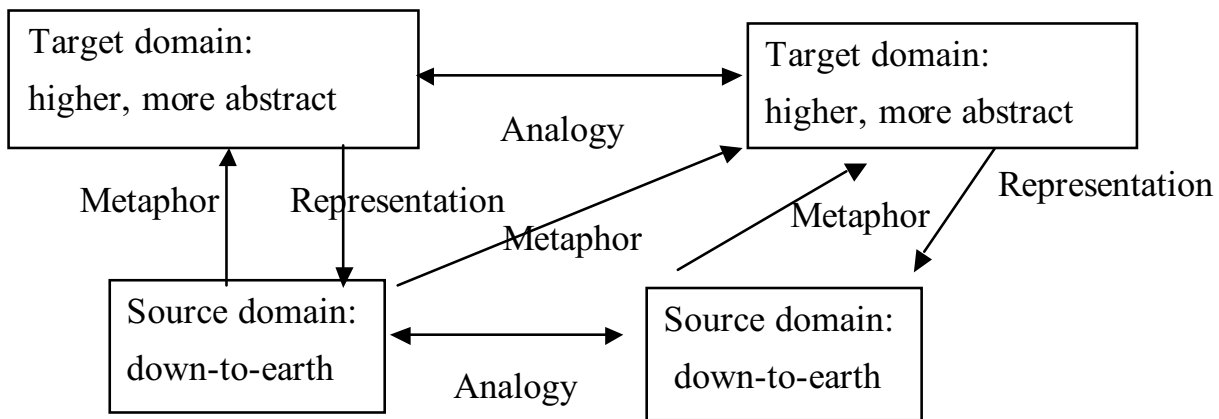 Target domain:
higher, more abstract
Target domain:
higher, more abstract
Analogy
Metaphor
Representation
Metaphor
Metaphor
Representation
Source domain:
down-to-earth
Source domain:
down-to-earth
Analogy